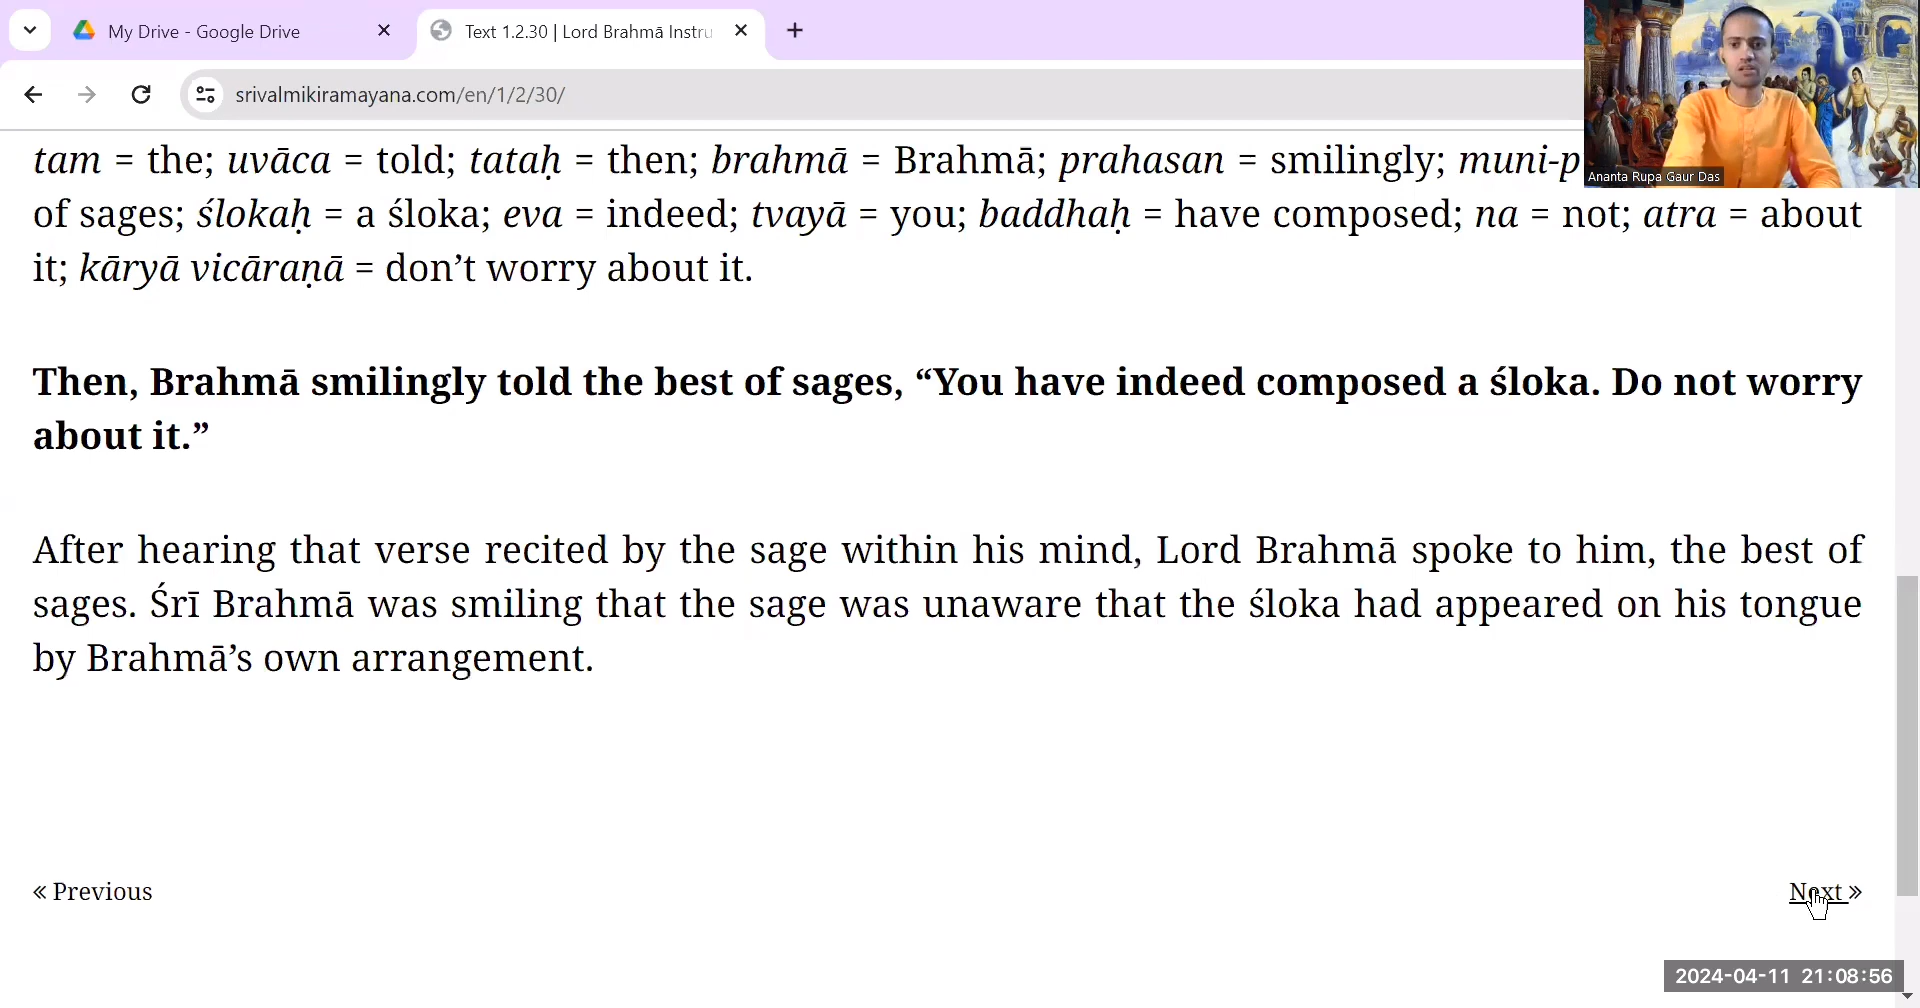 My Drive - Google Drive
Text 1.2.30 | Lord Brahmā Instru
srivalmikiramayana.com/en/1/2/30/
Ananta Rupa Gaur Das
tam = the; uvāca = told; tataḥ = then; brahmā = Brahmā; prahasan = smilingly; muni-p
of sages; ślokaḥ = a śloka; eva = indeed; tvayā = you; baddhaḥ = have composed; na = not; atra = about
it; kāryā vicāraṇā = don’t worry about it.
Then, Brahmā smilingly told the best of sages, “You have indeed composed a śloka. Do not worry
about it.”
After hearing that verse recited by the sage within his mind, Lord Brahmā spoke to him, the best of
sages. Śrī Brahmā was smiling that the sage was unaware that the śloka had appeared on his tongue
by Brahmā’s own arrangement.
« Previous
Next »
2024-04-11 21:08:56